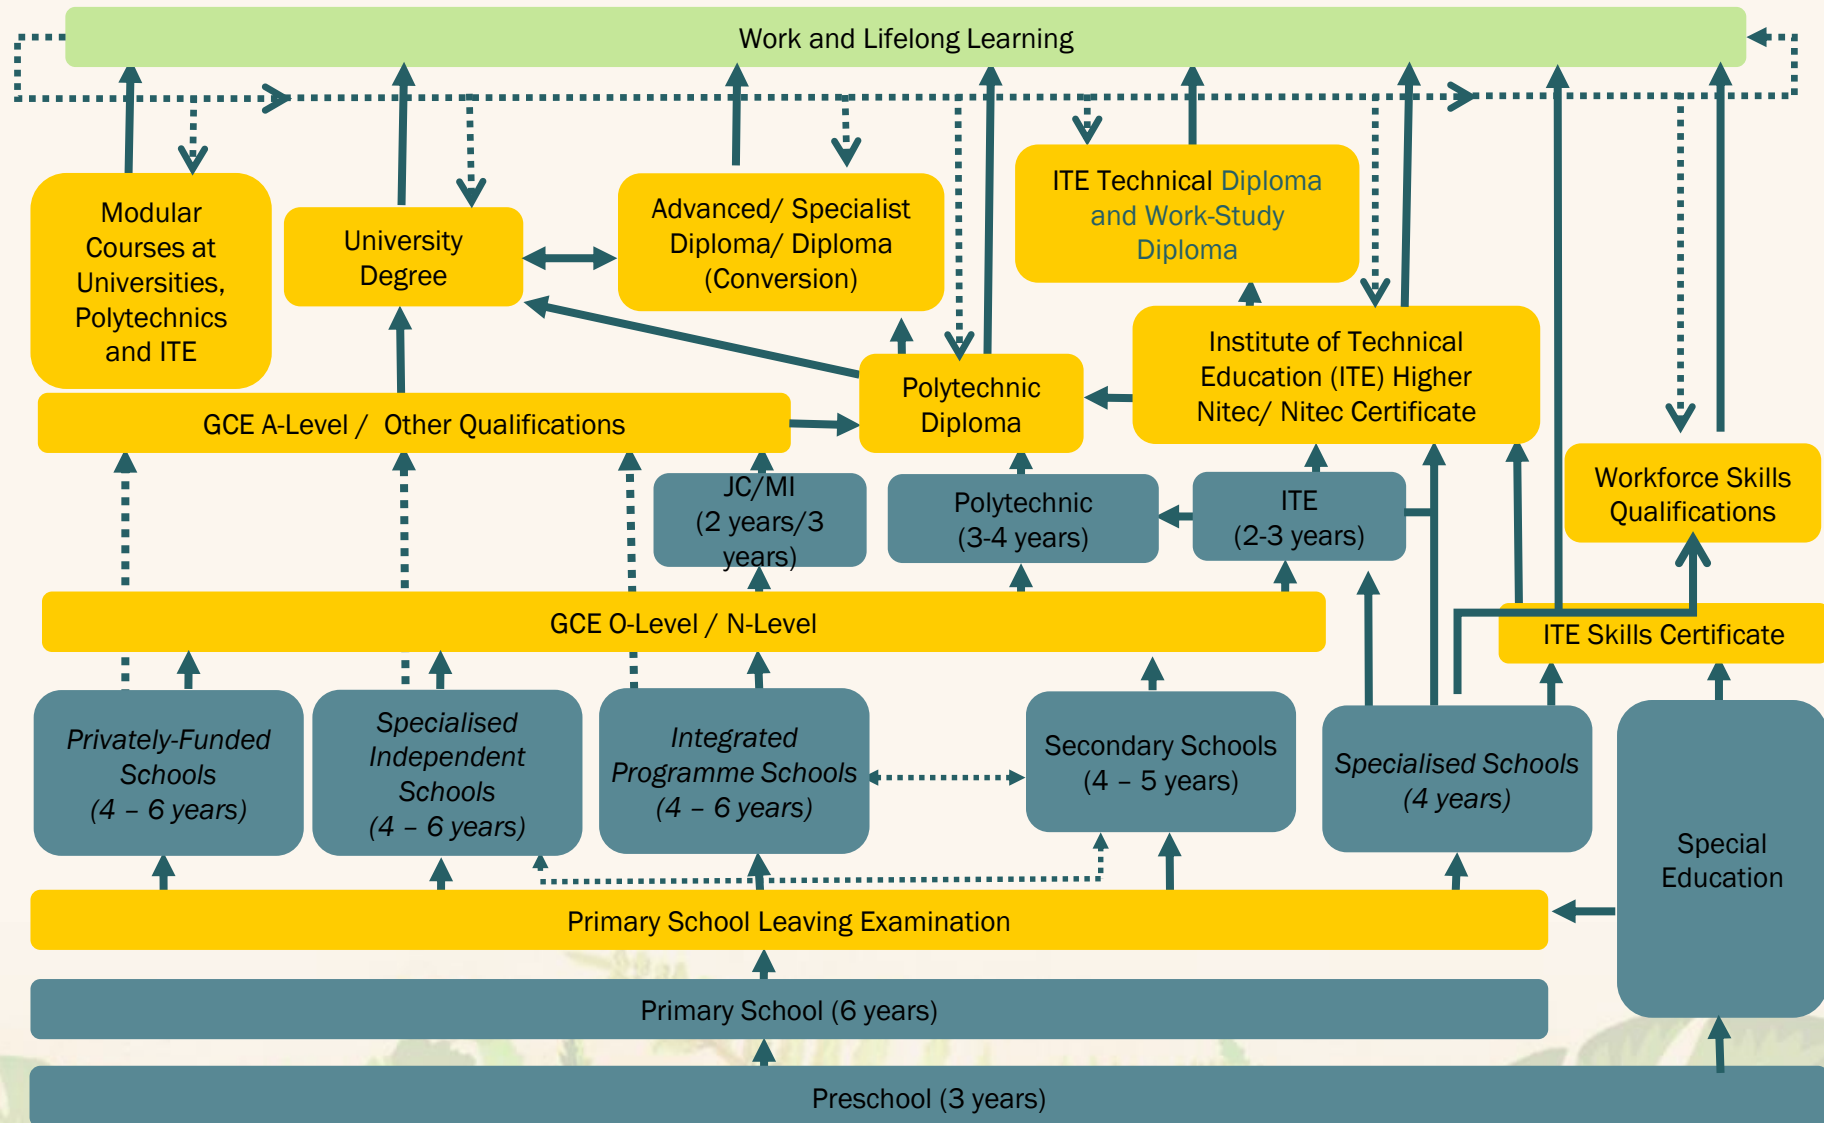 Work and Lifelong Learning
Modular
Courses at
Universities,
Polytechnics
and ITE
University
Degree
Advanced/ Specialist
Diploma/ Diploma
(Conversion)
ITE Technical Diploma
and Work-Study
Diploma
Institute of Technical
Education (ITE) Higher
Nitec/ Nitec Certificate
Polytechnic
Diploma
GCE A-Level /  Other Qualifications
Workforce Skills
Qualifications
JC/MI
(2 years/3
years)
Polytechnic
(3-4 years)
ITE
(2-3 years)
GCE O-Level / N-Level
ITE Skills Certificate
Privately-Funded
Schools
(4 – 6 years)
Specialised
Independent
Schools
(4 – 6 years)
Integrated
Programme Schools
(4 – 6 years)
Secondary Schools
(4 – 5 years)
Specialised Schools
(4 years)
Special
Education
Primary School Leaving Examination
Primary School (6 years)
Preschool (3 years)